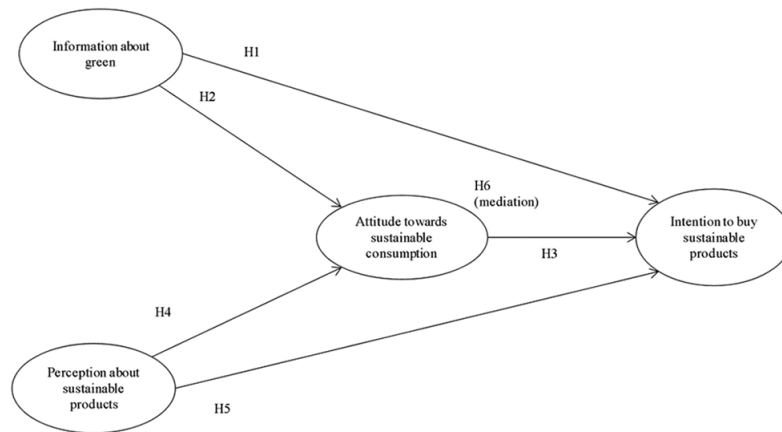 Information about
green
H1
H2
H6
(mediation)
Attitude towards
sustainable
consumption
Intention to buy
sustainable
products
H3
H4
Perception about
sustainable
products
H5